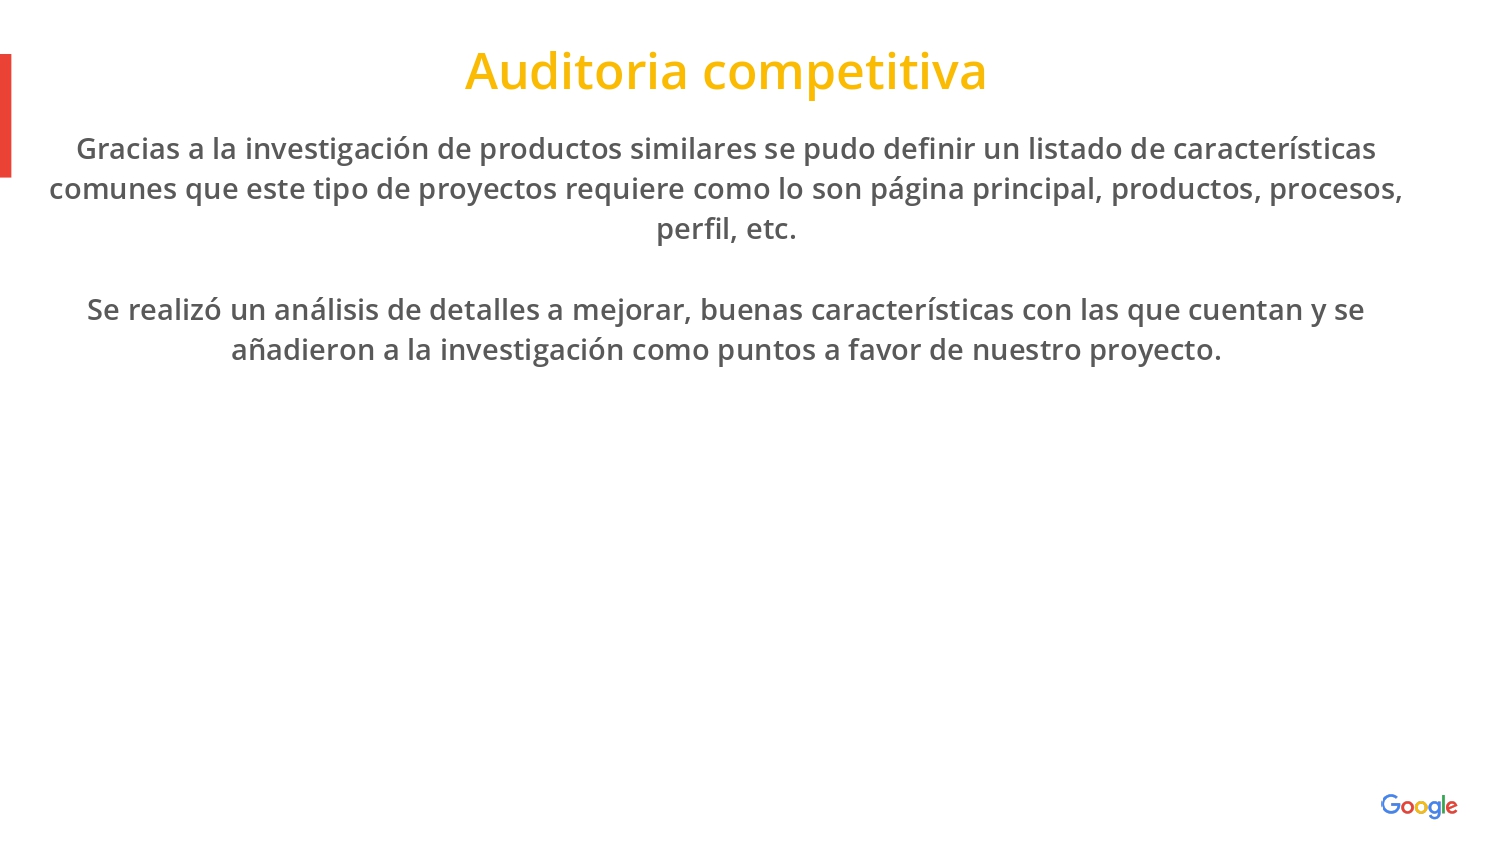 Auditoria competitiva
Gracias a la investigación de productos similares se pudo definir un listado de características
comunes que este tipo de proyectos requiere como lo son página principal, productos, procesos,
perfil, etc.
Se realizó un análisis de detalles a mejorar, buenas características con las que cuentan y se
añadieron a la investigación como puntos a favor de nuestro proyecto.
Google